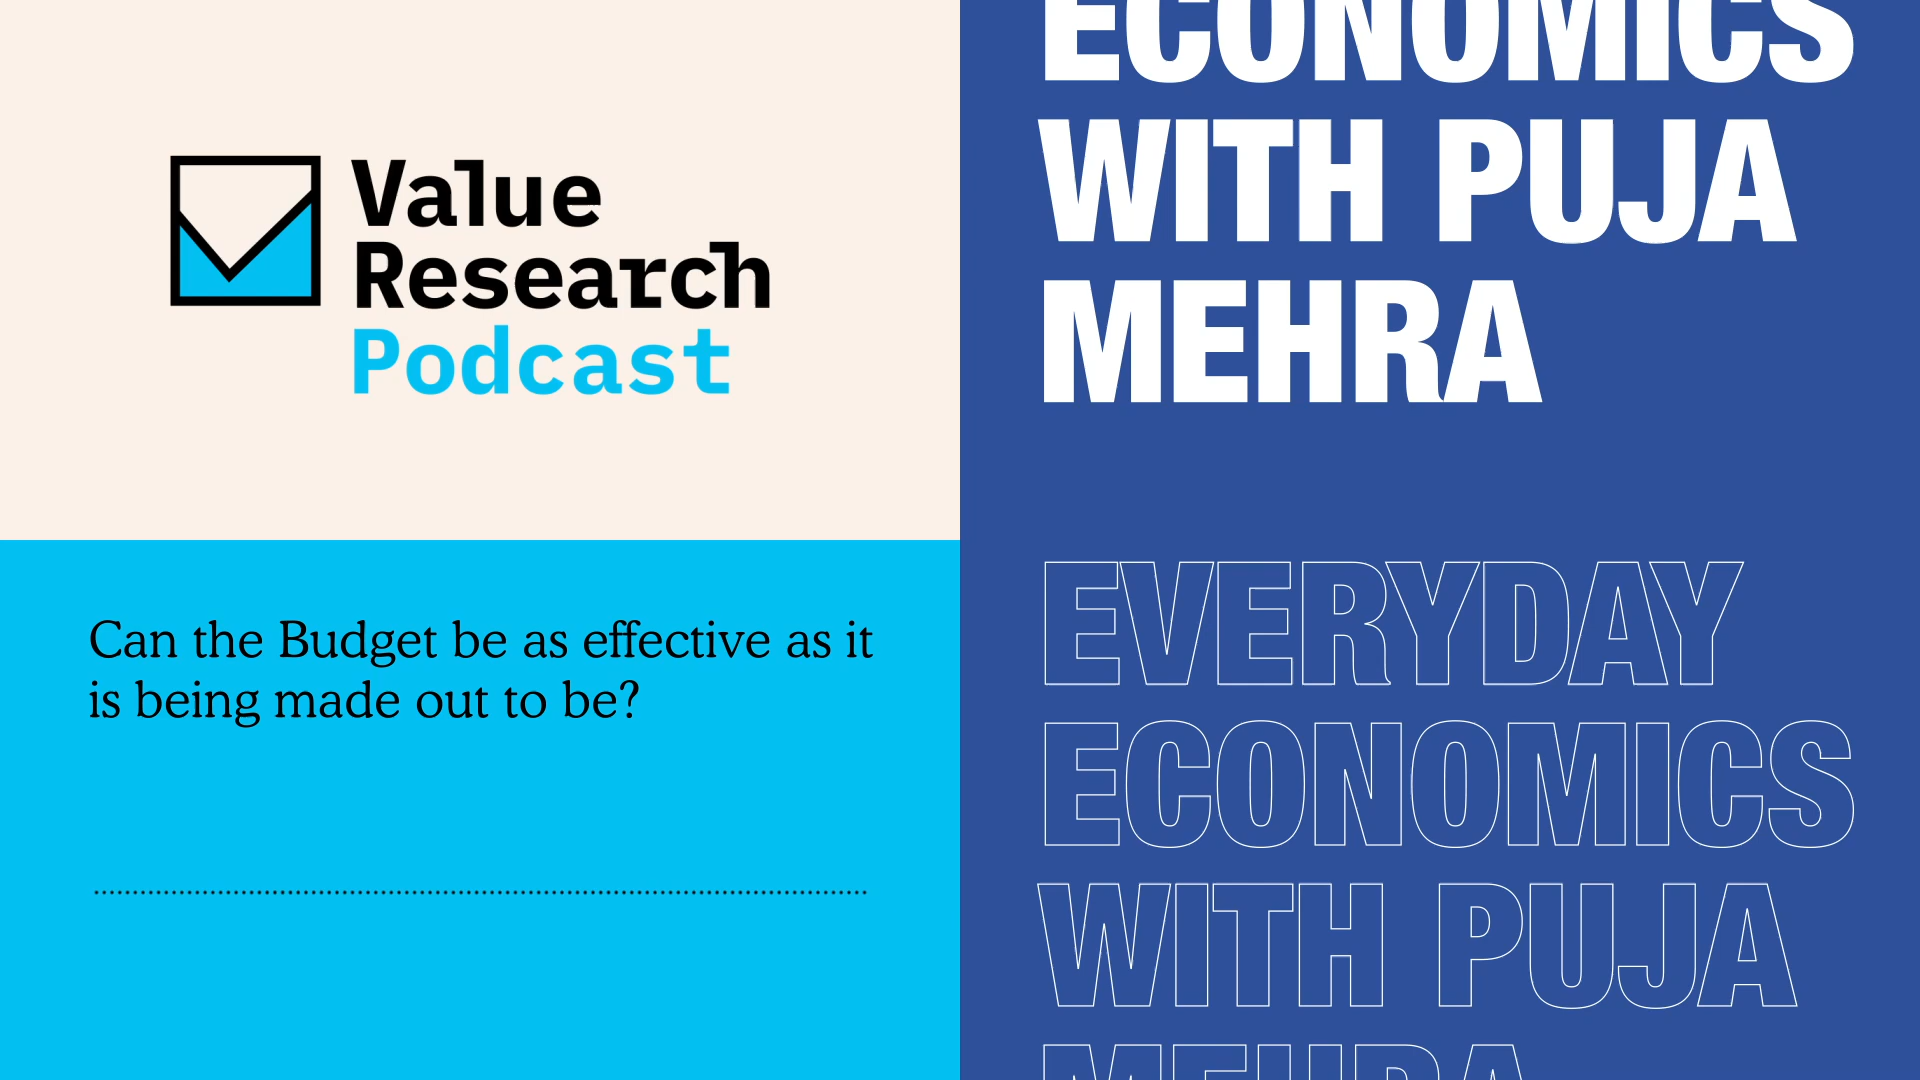 Value
Research
Podcast
Can the Budget be as effective as it
is being made out to be?
ECONOMICS
WITH PUJA
MEHRA
EVERYDAY
ECONOMICS
WITH PUJA
MEHRA